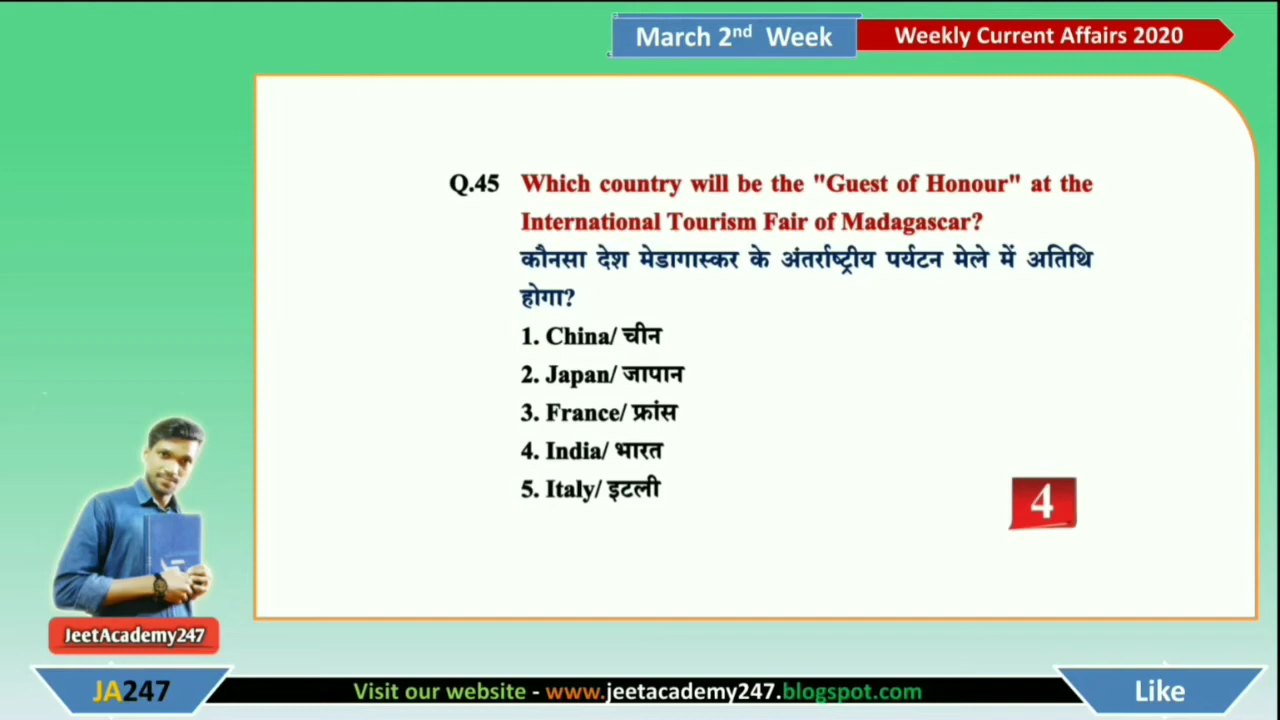 March 2nd Week
Weekly Current Affairs 2020
Q.45 Which country will be the "Guest of Honour" at the
International Tourism Fair of Madagascar?
कौनसा देश मेडागास्कर के अंतर्राष्ट्रीय पर्यटन मेले में अतिथि
होगा?
1. China/ चीन
2. Japan/ जापान
3. France/ फ्रांस
4. India/ भारत
5. Italy/ इटली
4
JeetAcademy247
JA247
Visit our website - www.jeetacademy247.blogspot.com
Like